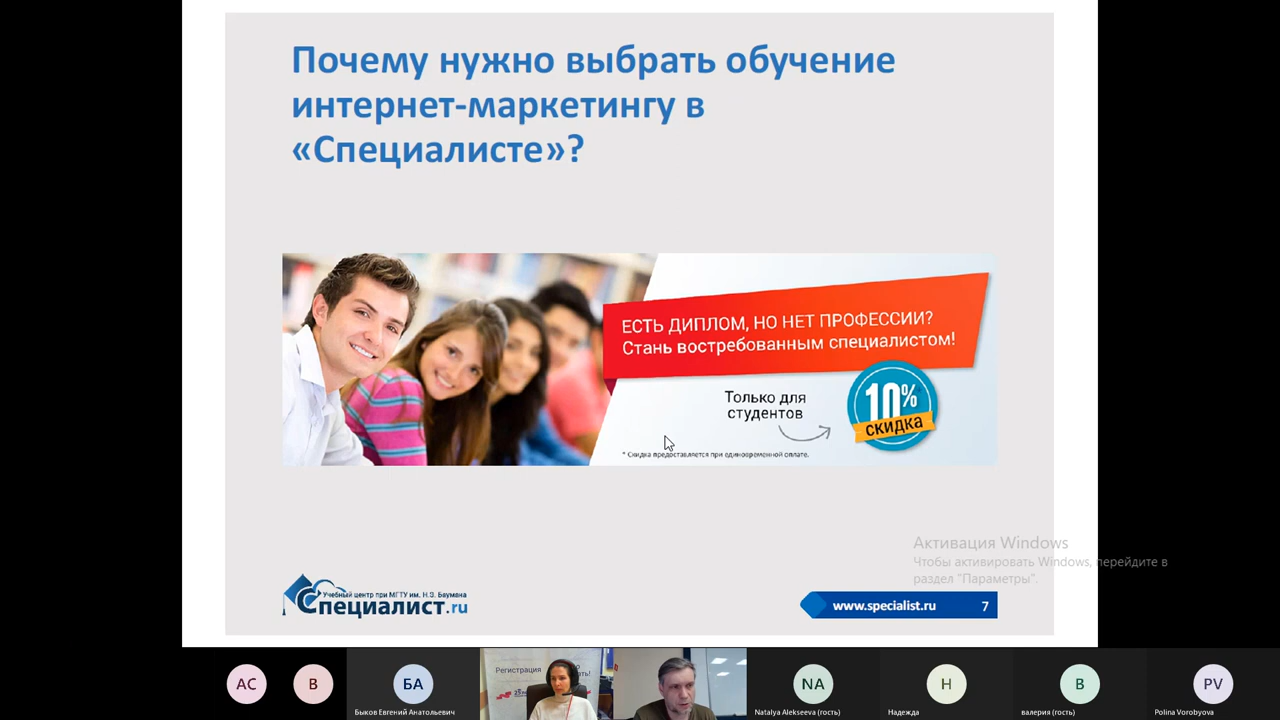 Почему нужно выбрать обучение
интернет-маркетингу в
«Специалисте»?
ЕСТЬ ДИПЛОМ, НО НЕТ ПРОФЕССИИ?
Стань востребованным специалистом!
Только для
студентов
10%
скидка
* Скидка предоставляется при единовременной оплате.
Активация Windows
Чтобы активировать Windows, перейдите в
раздел "Параметры".
Учебный центр при МГТУ им. Н.Э. Баумана
Специалист.ru
www.specialist.ru 7
АС
В
БА
Быков Евгений Анатольевич
Регистрация
NA
Natalya Alekseeva (гость)
Н
Надежда
В
валерия (гость)
PV
Polina Vorobyova